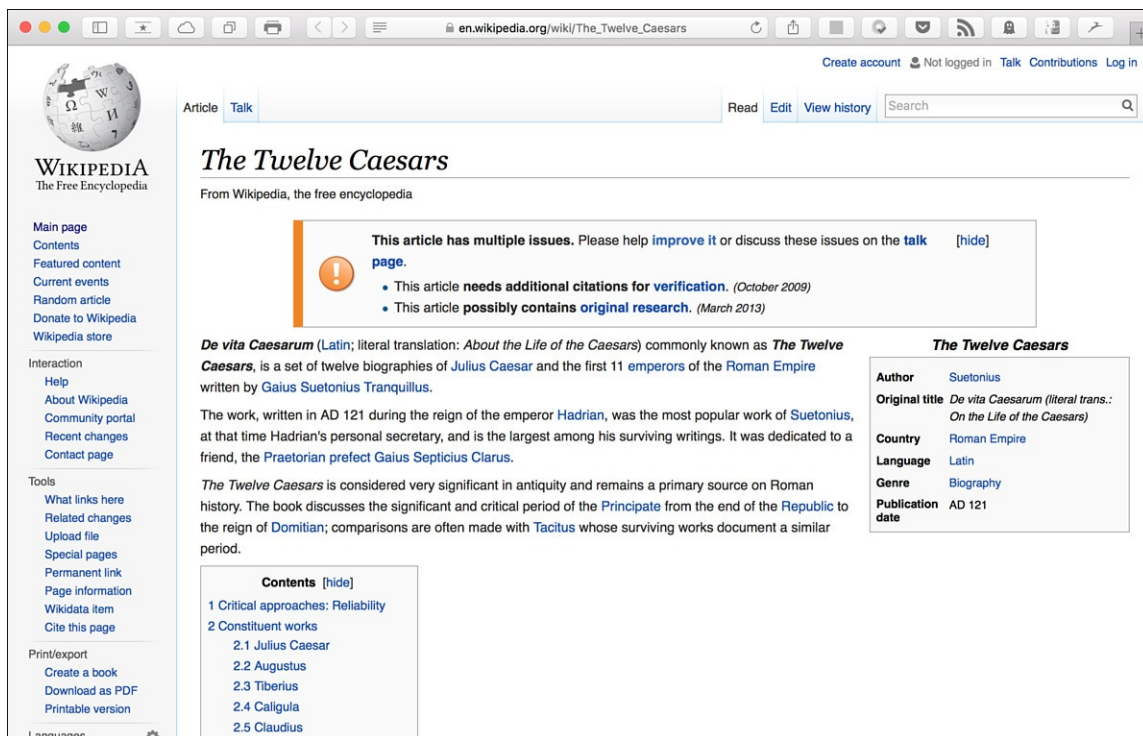 en.wikipedia.org/wiki/The_Twelve_Caesars
Create account Not logged in Talk Contributions Log in
Article Talk
Read Edit View history Search
WIKIPEDIA
The Free Encyclopedia
Main page
Contents
Featured content
Current events
Random article
Donate to Wikipedia
Wikipedia store
Interaction
Help
About Wikipedia
Community portal
Recent changes
Contact page
Tools
What links here
Related changes
Upload file
Special pages
Permanent link
Page information
Wikidata item
Cite this page
Print/export
Create a book
Download as PDF
Printable version
Languages
The Twelve Caesars
From Wikipedia, the free encyclopedia
This article has multiple issues. Please help improve it or discuss these issues on the talk [hide]
page.
• This article needs additional citations for verification. (October 2009)
• This article possibly contains original research. (March 2013)
De vita Caesarum (Latin; literal translation: About the Life of the Caesars) commonly known as The Twelve
Caesars, is a set of twelve biographies of Julius Caesar and the first 11 emperors of the Roman Empire
written by Gaius Suetonius Tranquillus.
The work, written in AD 121 during the reign of the emperor Hadrian, was the most popular work of Suetonius,
at that time Hadrian's personal secretary, and is the largest among his surviving writings. It was dedicated to a
friend, the Praetorian prefect Gaius Septicius Clarus.
The Twelve Caesars is considered very significant in antiquity and remains a primary source on Roman
history. The book discusses the significant and critical period of the Principate from the end of the Republic to
the reign of Domitian; comparisons are often made with Tacitus whose surviving works document a similar
period.
The Twelve Caesars
Author Suetonius
Original title De vita Caesarum (literal trans.:
On the Life of the Caesars)
Country Roman Empire
Language Latin
Genre Biography
Publication AD 121
date
Contents [hide]
1 Critical approaches: Reliability
2 Constituent works
2.1 Julius Caesar
2.2 Augustus
2.3 Tiberius
2.4 Caligula
2.5 Claudius